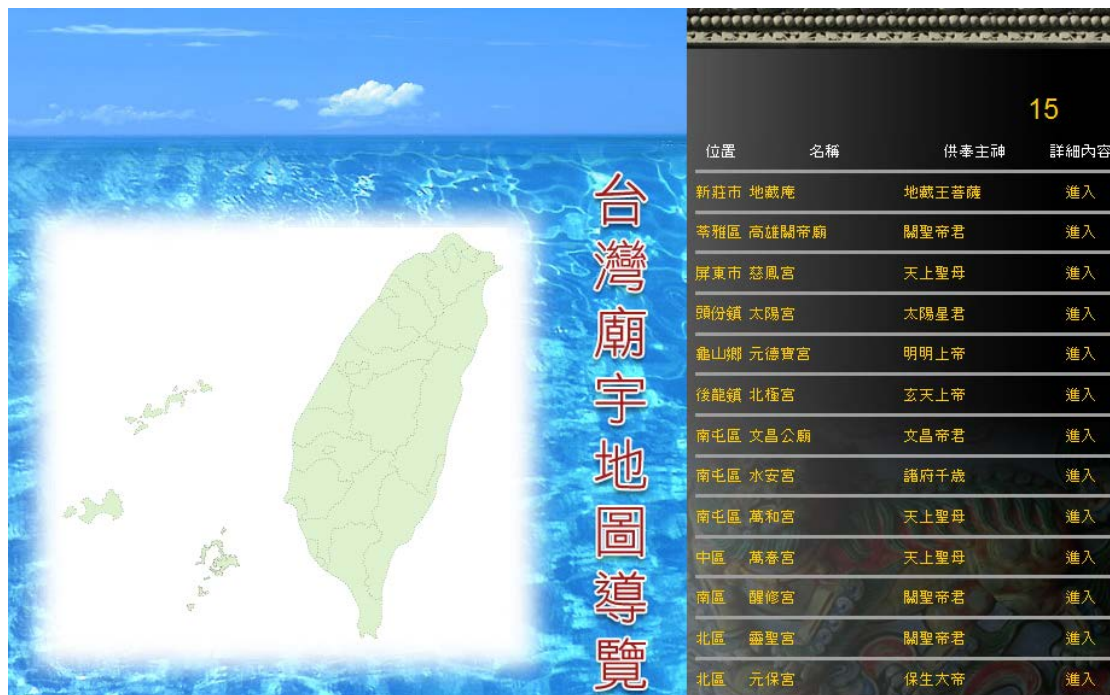 台灣廟宇地圖導覽
15
位置 名稱 供奉主神 詳細內容
新莊市 地藏庵 地藏王菩薩 進入
苓雅區 高雄關帝廟 關聖帝君 進入
屏東市 慈鳳宮 天上聖母 進入
頭份鎮 太陽宮 太陽星君 進入
龜山鄉 元德寶宮 明明上帝 進入
後龍鎮 北極宮 玄天上帝 進入
南屯區 文昌公廟 文昌帝君 進入
南屯區 水安宮 諸府千歲 進入
南屯區 萬和宮 天上聖母 進入
中區 萬春宮 天上聖母 進入
南區 醒修宮 關聖帝君 進入
北區 靈聖宮 關聖帝君 進入
北區 元保宮 保生大帝 進入